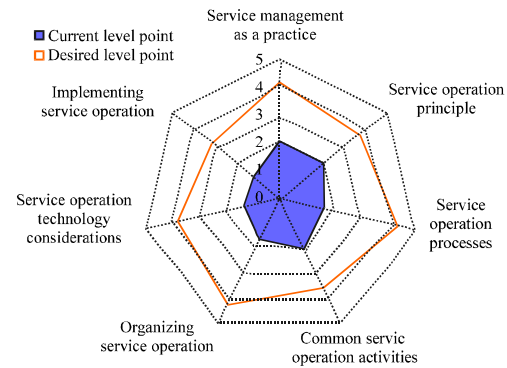 Service management
as a practice
Current level point
Desired level point
5
4
3
2
1
0
Implementing
service operation
Service operation
principle
Service operation
technology
considerations
Service
operation
processes
Organizing
service operation
Common servic
operation activities